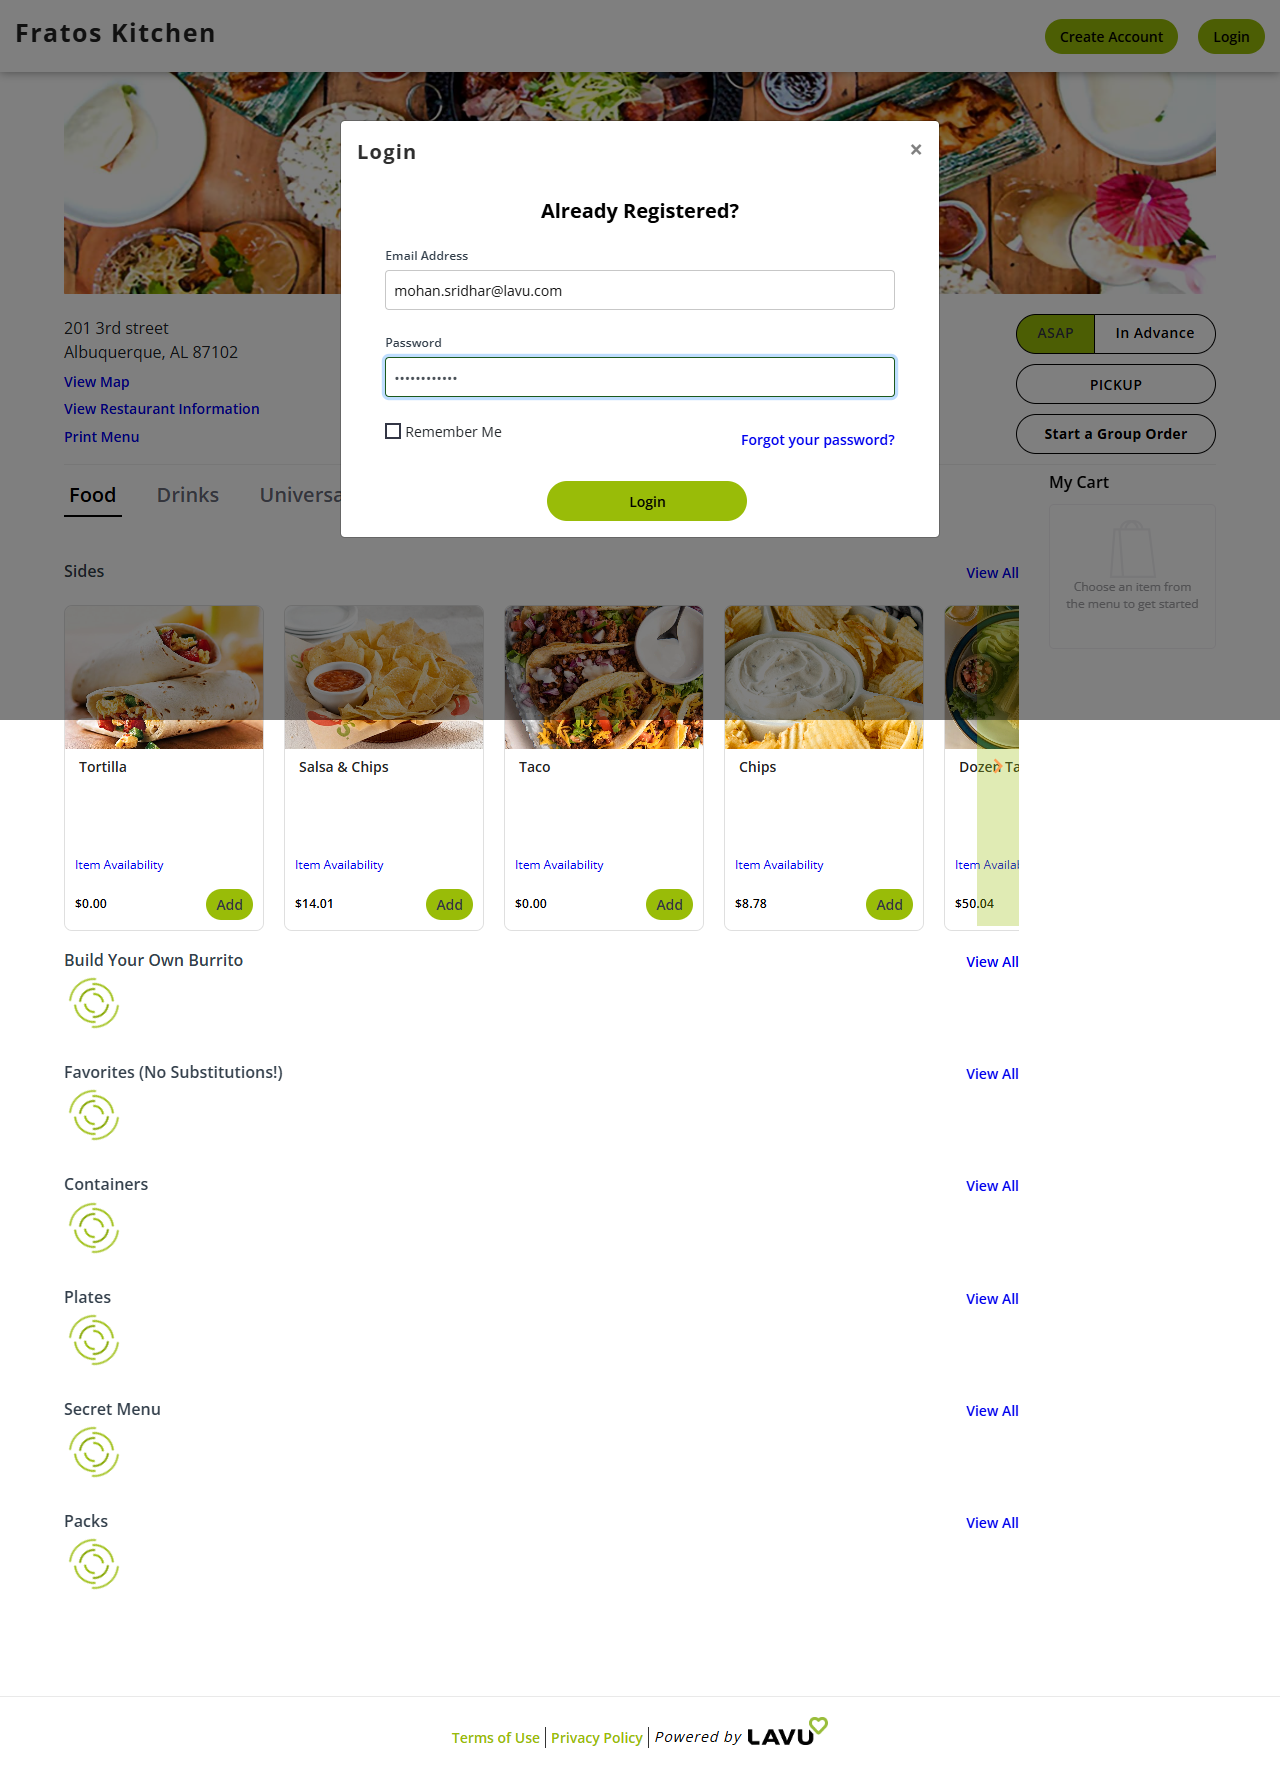 Fratos Kitchen
Create Account
Login
Login
×
Already Registered?
Email Address
mohan.sridhar@lavu.com
Password
••••••••••••
Remember Me
Forgot your password?
Login
201 3rd street
Albuquerque, AL 87102
View Map
View Restaurant Information
Print Menu
ASAP
In Advance
PICKUP
Start a Group Order
Food
Drinks
Universa
My Cart
Choose an item from
the menu to get started
Sides
View All
Tortilla
Item Availability
$0.00
Add
Salsa & Chips
Item Availability
$14.01
Add
Taco
Item Availability
$0.00
Add
Chips
Item Availability
$8.78
Add
Dozen Ta
Item Availal
$50.04
Build Your Own Burrito
View All
Favorites (No Substitutions!)
View All
Containers
View All
Plates
View All
Secret Menu
View All
Packs
View All
Terms of Use
Privacy Policy
Powered by LAVU